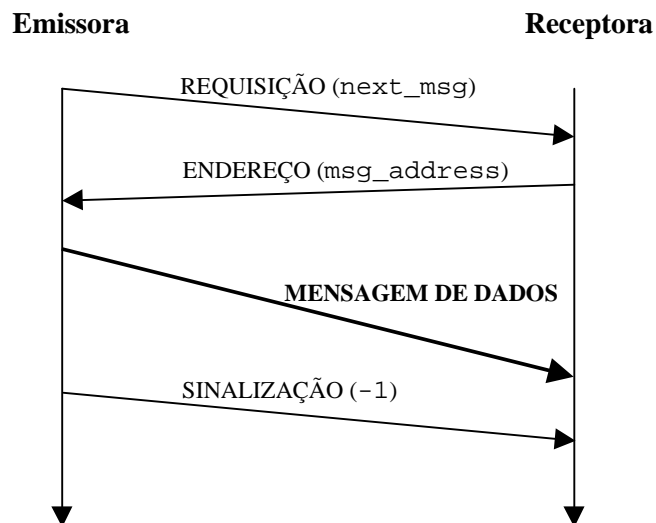 Emissora Receptora
REQUISIÇÃO (next_msg)
ENDEREÇO (msg_address)
MENSAGEM DE DADOS
SINALIZAÇÃO (-1)